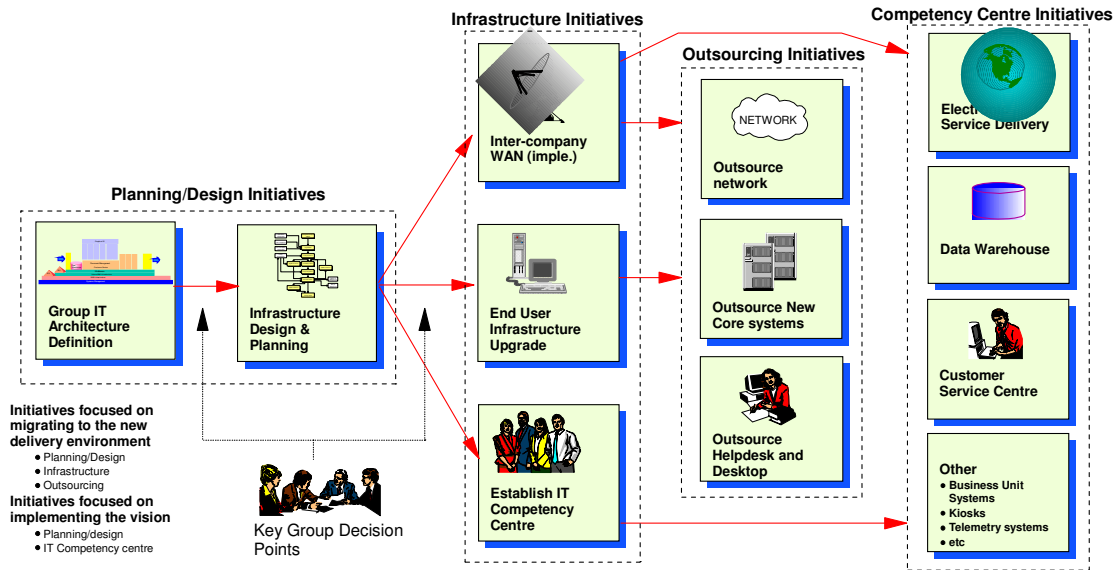 Infrastructure Initiatives
Competency Centre Initiatives
Outsourcing Initiatives
Planning/Design Initiatives
Group IT
Architecture
Definition
Infrastructure
Design &
Planning
Inter-company
WAN (imple.)
End User
Infrastructure
Upgrade
Establish IT
Competency
Centre
NETWORK
Outsource
network
Outsource New
Core systems
Outsource
Helpdesk and
Desktop
Service Delivery
Data Warehouse
Customer
Service Centre
Other
● Business Unit
Systems
● Kiosks
● Telemetry systems
● etc
Initiatives focused on
migrating to the new
delivery environment
● Planning/Design
● Infrastructure
● Outsourcing
Initiatives focused on
implementing the vision
● Planning/design
● IT Competency centre
Key Group Decision
Points